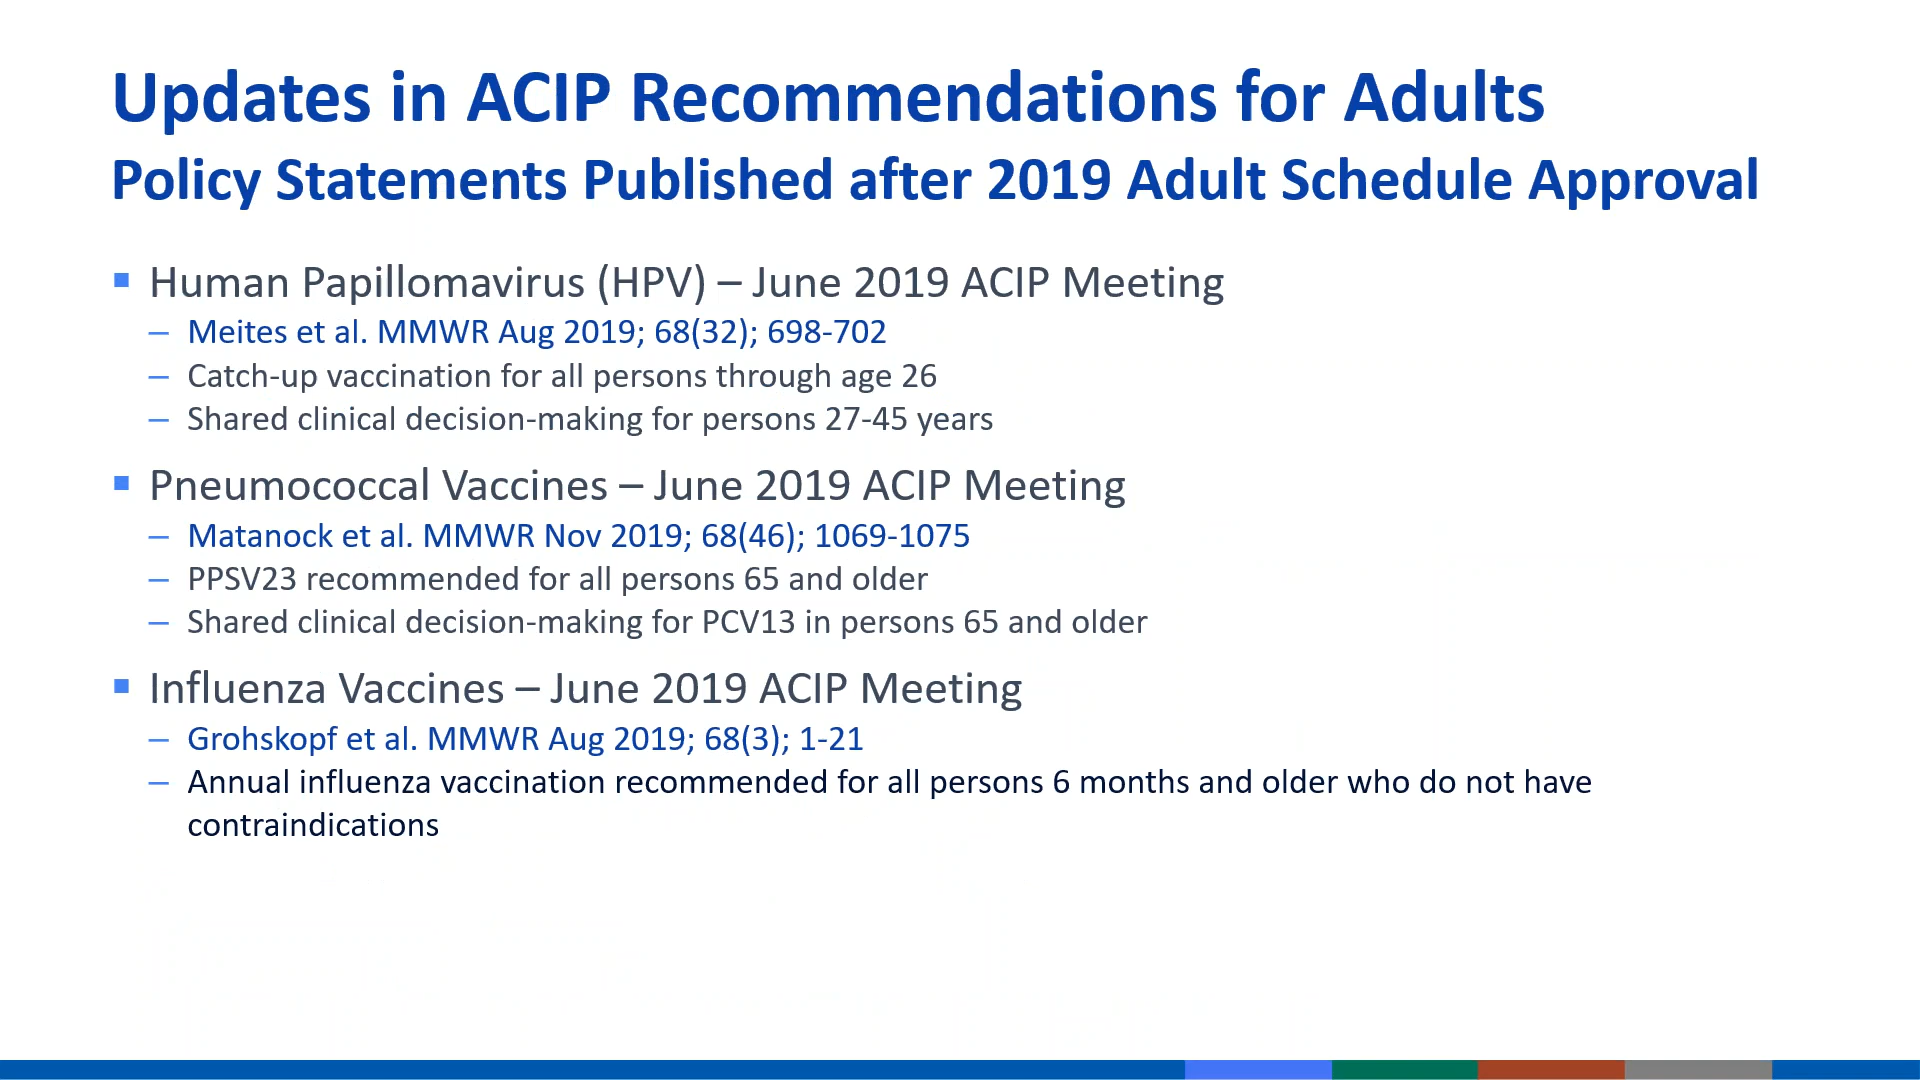 Updates in ACIP Recommendations for Adults
Policy Statements Published after 2019 Adult Schedule Approval
▪ Human Papillomavirus (HPV) – June 2019 ACIP Meeting
– Meites et al. MMWR Aug 2019; 68(32); 698-702
– Catch-up vaccination for all persons through age 26
– Shared clinical decision-making for persons 27-45 years
▪ Pneumococcal Vaccines – June 2019 ACIP Meeting
– Matanock et al. MMWR Nov 2019; 68(46); 1069-1075
– PPSV23 recommended for all persons 65 and older
– Shared clinical decision-making for PCV13 in persons 65 and older
▪ Influenza Vaccines – June 2019 ACIP Meeting
– Grohskopf et al. MMWR Aug 2019; 68(3); 1-21
– Annual influenza vaccination recommended for all persons 6 months and older who do not have
contraindications